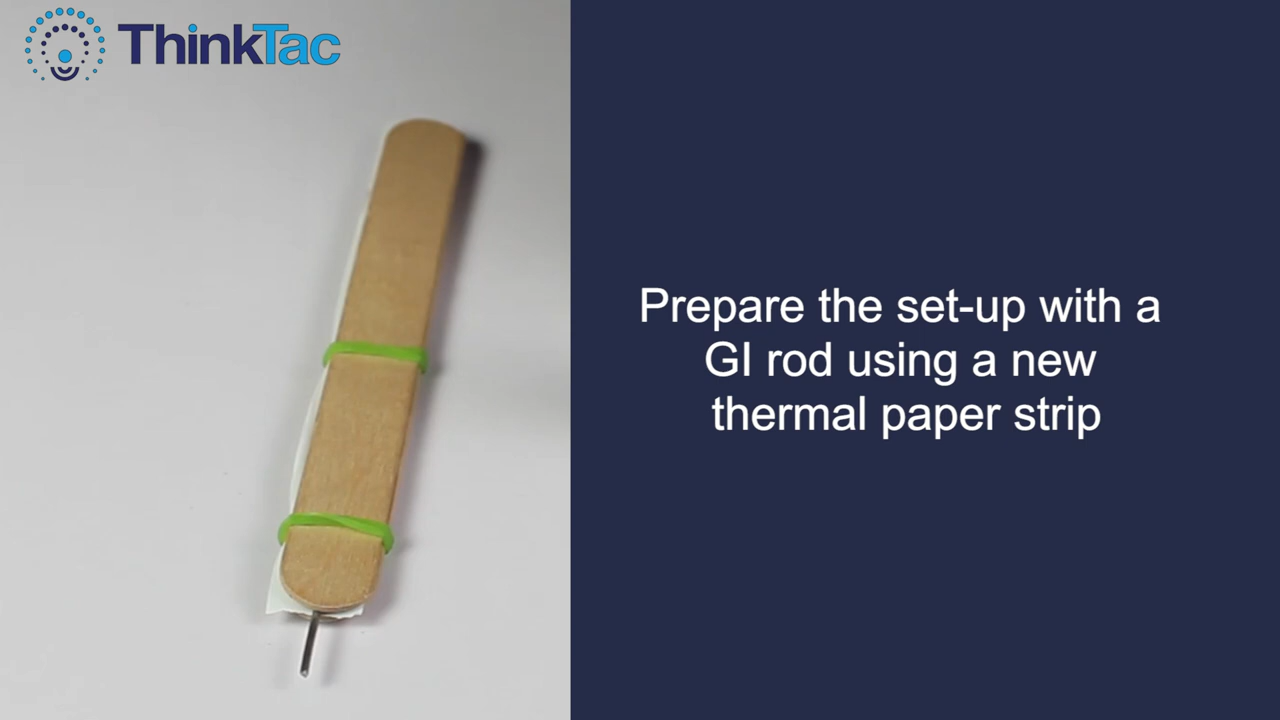 ThinkTac
Prepare the set-up with a
GI rod using a new
thermal paper strip